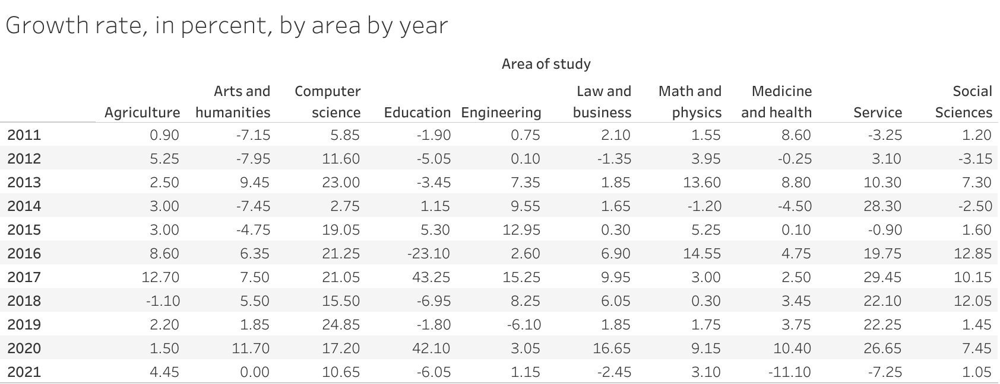 Growth rate, in percent, by area by year
Area of study
Arts and Computer Law and Math and Medicine Social
Agriculture humanities science Education Engineering business physics and health Service Sciences
2011 0.90 -7.15 5.85 -1.90 0.75 2.10 1.55 8.60 -3.25 1.20
2012 5.25 -7.95 11.60 -5.05 0.10 -1.35 3.95 -0.25 3.10 -3.15
2013 2.50 9.45 23.00 -3.45 7.35 1.85 13.60 8.80 10.30 7.30
2014 3.00 -7.45 2.75 1.15 9.55 1.65 -1.20 -4.50 28.30 -2.50
2015 3.00 -4.75 19.05 5.30 12.95 0.30 5.25 0.10 -0.90 1.60
2016 8.60 6.35 21.25 -23.10 2.60 6.90 14.55 4.75 19.75 12.85
2017 12.70 7.50 21.05 43.25 15.25 9.95 3.00 2.50 29.45 10.15
2018 -1.10 5.50 15.50 -6.95 8.25 6.05 0.30 3.45 22.10 12.05
2019 2.20 1.85 24.85 -1.80 -6.10 1.85 1.75 3.75 22.25 1.45
2020 1.50 11.70 17.20 42.10 3.05 16.65 9.15 10.40 26.65 7.45
2021 4.45 0.00 10.65 -6.05 1.15 -2.45 3.10 -11.10 -7.25 1.05